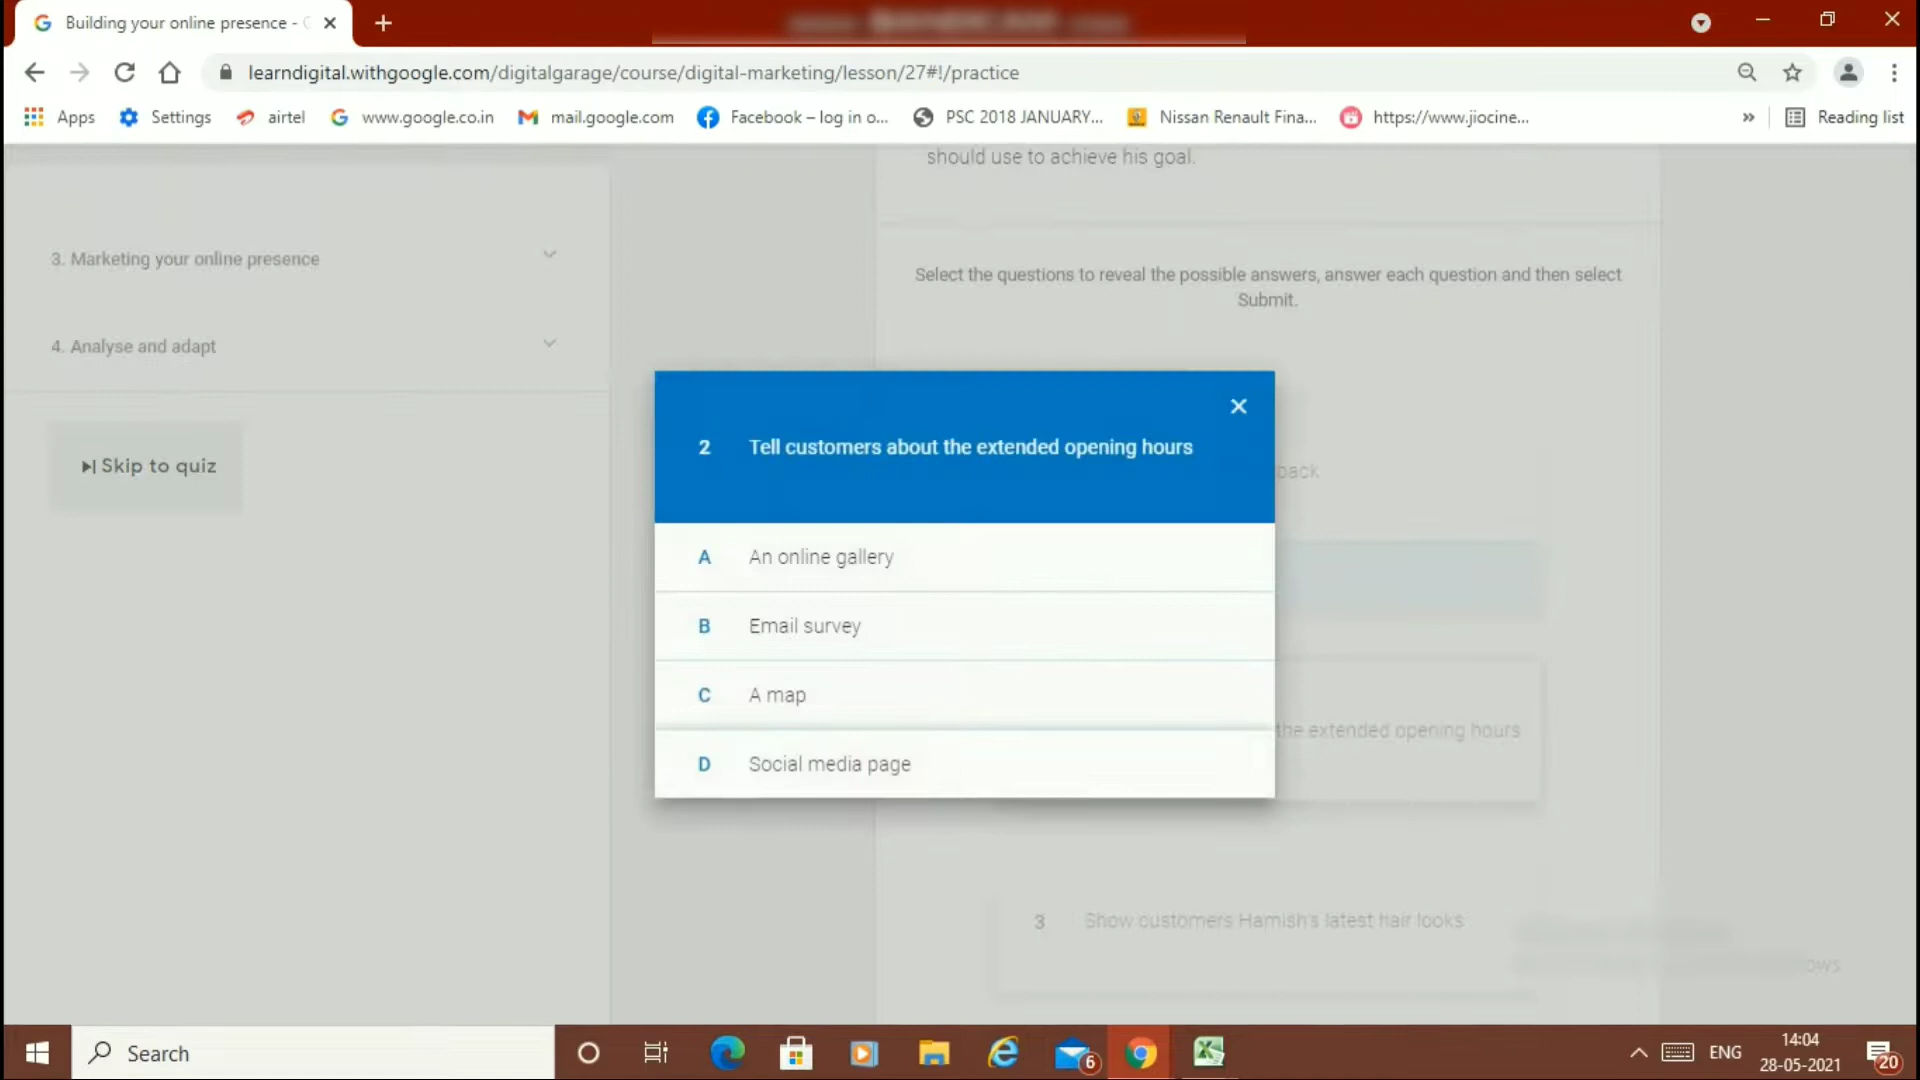 Building your online presence -
learndigital.withgoogle.com/digitalgarage/course/digital-marketing/lesson/27#!/practice
Apps Settings airtel www.google.co.in mail.google.com Facebook – log in o... PSC 2018 JANUARY... Nissan Renault Fina... https://www.jiocine... » Reading list
should use to achieve his goal.
3. Marketing your online presence
Select the questions to reveal the possible answers, answer each question and then select
Submit.
4. Analyse and adapt
Skip to quiz
2 Tell customers about the extended opening hours
back
A An online gallery
B Email survey
C A map
the extended opening hours
D Social media page
3 Show customers Hamish's latest hair looks
Search
6
ENG
14:04
28-05-2021
20